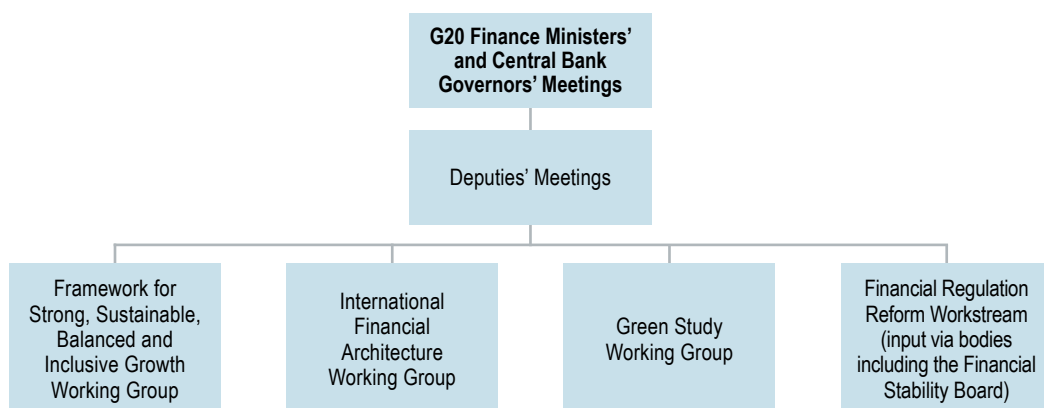 G20 Finance Ministers’
and Central Bank
Governors’ Meetings
Deputies’ Meetings
Framework for
Strong, Sustainable,
Balanced and
Inclusive Growth
Working Group
International
Financial
Architecture
Working Group
Green Study
Working Group
Financial Regulation
Reform Workstream
(input via bodies
including the Financial
Stability Board)